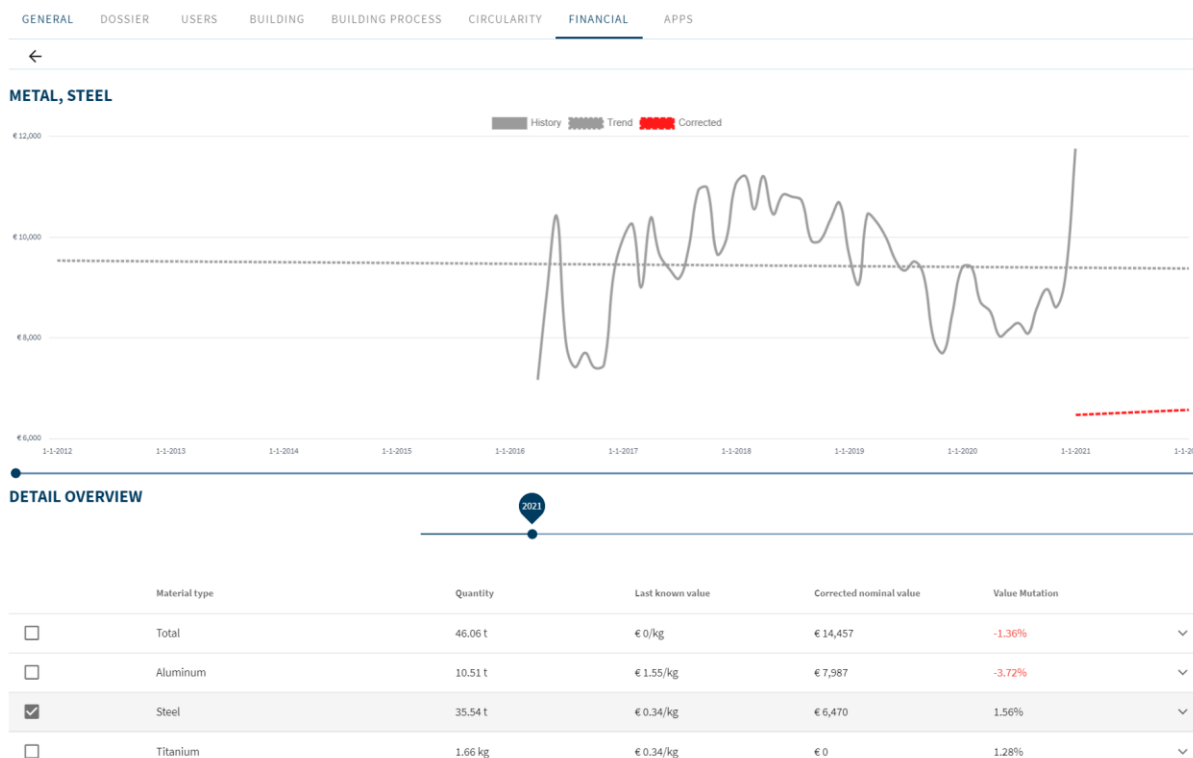 GENERAL DOSSIER USERS BUILDING BUILDING PROCESS CIRCULARITY FINANCIAL APPS
METAL, STEEL
History Trend Corrected
€ 12,000
€ 10,000
€ 8,000
€ 6,000
1-1-2012 1-1-2013 1-1-2014 1-1-2015 1-1-2016 1-1-2017 1-1-2018 1-1-2019 1-1-2020 1-1-2021
DETAIL OVERVIEW
2021
Material type Quantity Last known value Corrected nominal value Value Mutation
Total 46.06 t € 0/kg € 14,457 -1.36%
Aluminum 10.51 t € 1.55/kg € 7,987 -3.72%
Steel 35.54 t € 0.34/kg € 6,470 1.56%
Titanium 1.66 kg € 0.34/kg € 0 1.28%